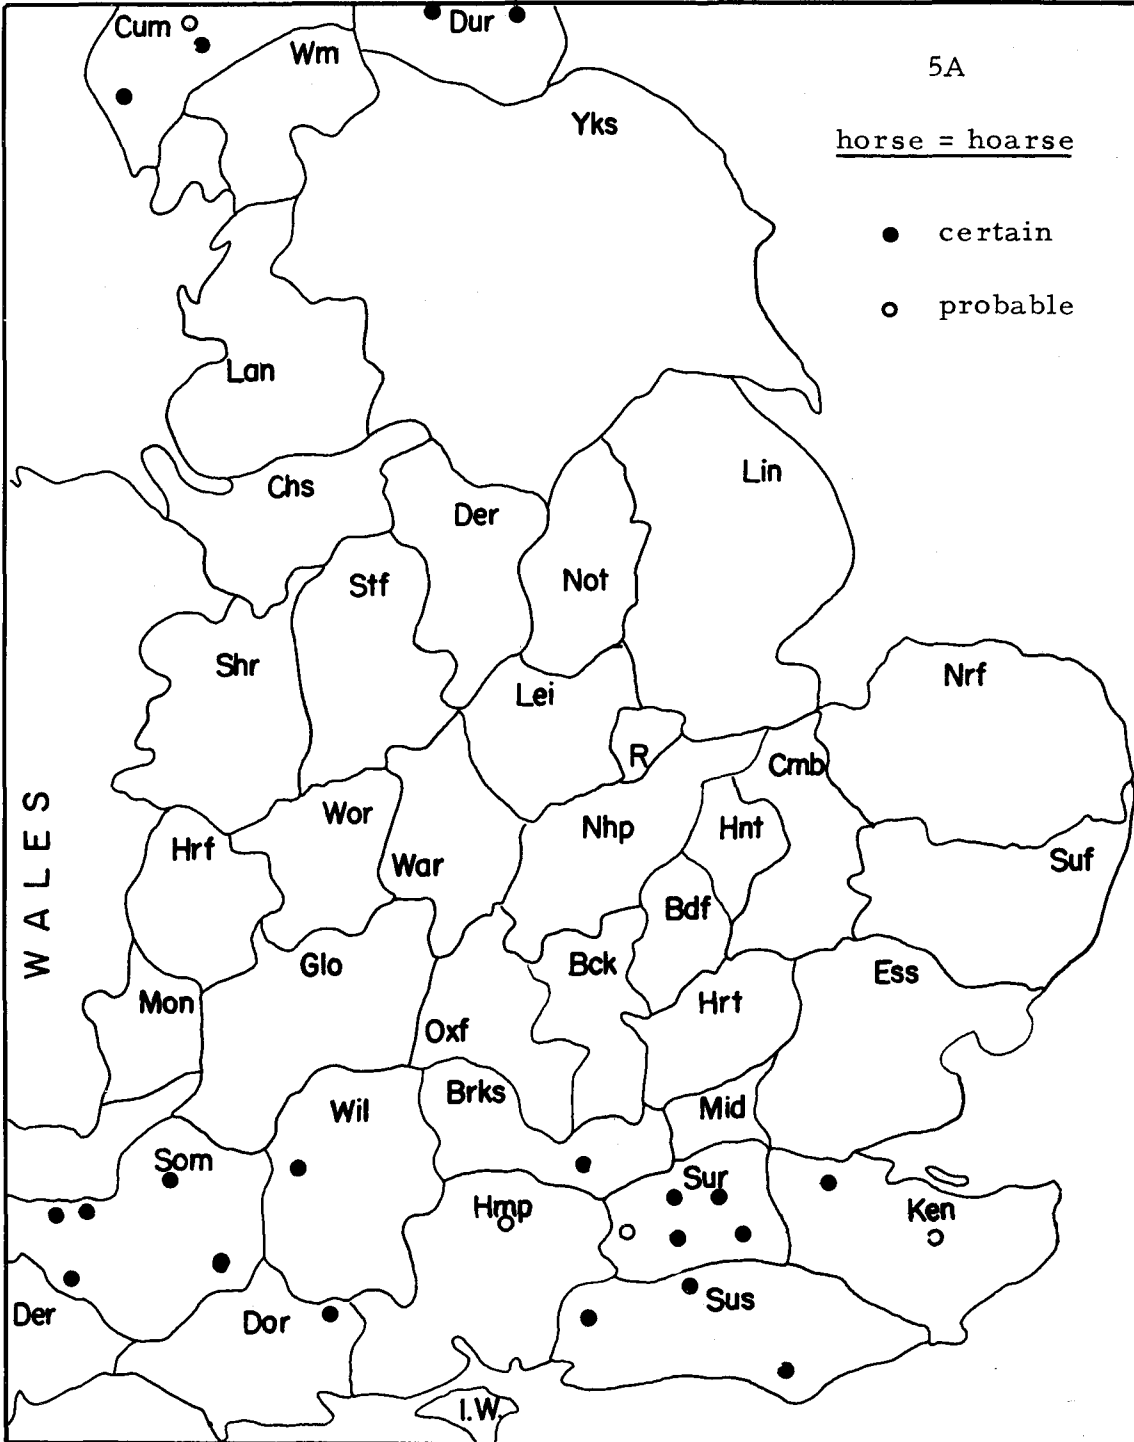 Cum
Dur
Wm
5A
Yks
horse = hoarse
certain
probable
Lan
Lin
Chs
Der
Stf
Not
Shr
Nrf
Lei
R
Cmb
Wor
Nhp
Hnt
Hrf
War
Suf
WALES
Bdf
Glo
Bck
Ess
Mon
Hrt
Oxf
Brks
Wil
Mid
Som
Sur
Hmp
Ken
Der
Dor
Sus
I.W.